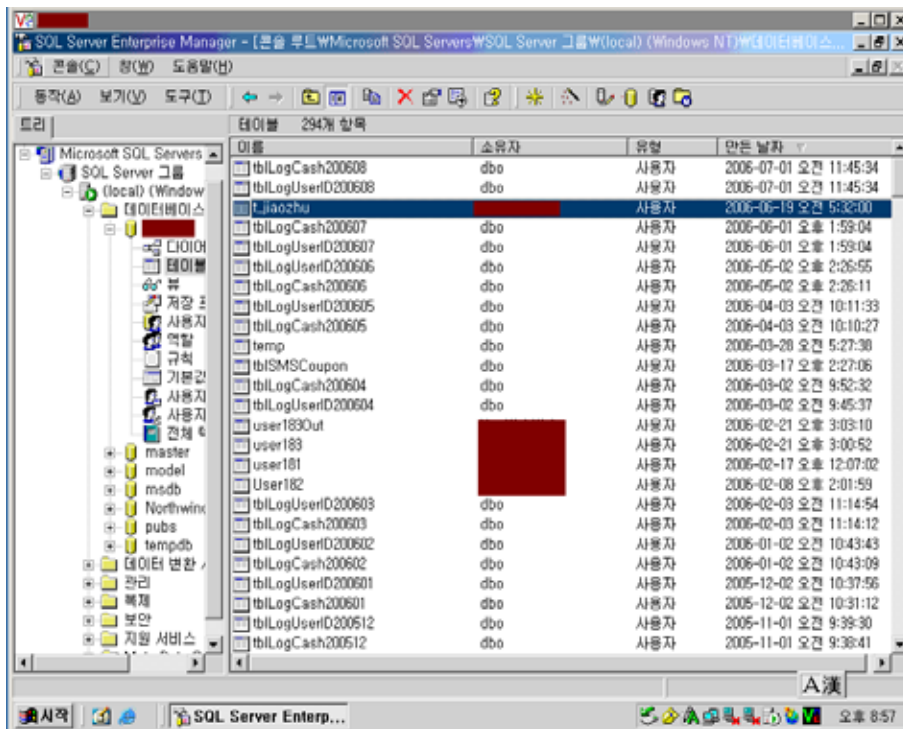 SQL Server Enterprise Manager - [콘솔 루트₩Microsoft SQL Servers₩SQL Server 그룹₩(local) (Windows NT)₩데이터베이스...
콘솔(C) 창(W) 도움말(H)
동작(A) 보기(V) 도구(T)
트리
테이블 294개 항목
이름 소유자 유형 만든 날짜
Microsoft SQL Servers
SQL Server 그룹
(local) (Window
데이터베이스
다이어
테이블
뷰
저장 프
사용자
역할
규칙
기본값
사용자
사용자
전체 텍
master
model
msdb
Northwind
pubs
tempdb
데이터 변환
관리
복제
보안
지원 서비스
tblLogCash200608 dbo 사용자 2006-07-01 오전 11:45:34
tblLogUserID200608 dbo 사용자 2006-07-01 오전 11:45:34
t_jiaozhu 사용자 2006-06-19 오전 5:32:00
tblLogCash200607 dbo 사용자 2006-06-01 오후 1:59:04
tblLogUserID200607 dbo 사용자 2006-06-01 오후 1:59:04
tblLogUserID200606 dbo 사용자 2006-05-02 오후 2:26:55
tblLogCash200606 dbo 사용자 2006-05-02 오후 2:26:11
tblLogUserID200605 dbo 사용자 2006-04-03 오전 10:11:33
tblLogCash200605 dbo 사용자 2006-04-03 오전 10:10:27
temp dbo 사용자 2006-03-28 오전 5:27:38
tblSMSCoupon dbo 사용자 2006-03-17 오후 2:27:06
tblLogCash200604 dbo 사용자 2006-03-02 오전 9:52:32
tblLogUserID200604 dbo 사용자 2006-03-02 오전 9:45:37
user183Out 사용자 2006-02-21 오후 3:03:10
user183 사용자 2006-02-21 오후 3:00:52
user181 사용자 2006-02-17 오후 12:07:02
User182 사용자 2006-02-08 오후 2:01:59
tblLogUserID200603 dbo 사용자 2006-02-03 오전 11:14:54
tblLogCash200603 dbo 사용자 2006-02-03 오전 11:14:12
tblLogUserID200602 dbo 사용자 2006-01-02 오전 10:43:43
tblLogCash200602 dbo 사용자 2006-01-02 오전 10:43:09
tblLogUserID200601 dbo 사용자 2005-12-02 오전 10:37:56
tblLogCash200601 dbo 사용자 2005-12-02 오전 10:31:12
tblLogUserID200512 dbo 사용자 2005-11-01 오전 9:39:30
tblLogCash200512 dbo 사용자 2005-11-01 오전 9:38:41
A漢
시작 SQL Server Enterp... 오후 8:57